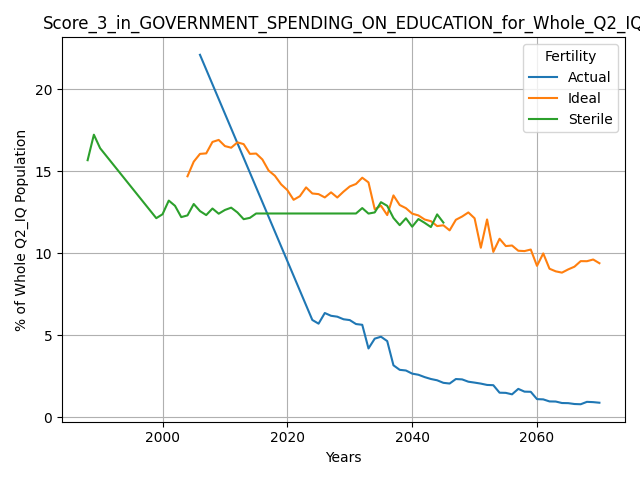 Score_3_in_GOVERNMENT_SPENDING_ON_EDUCATION_for_Whole_Q2_IQ
% of Whole Q2_IQ Population
20
15
10
5
0
Fertility
Actual
Ideal
Sterile
2000
2020
2040
2060
Years